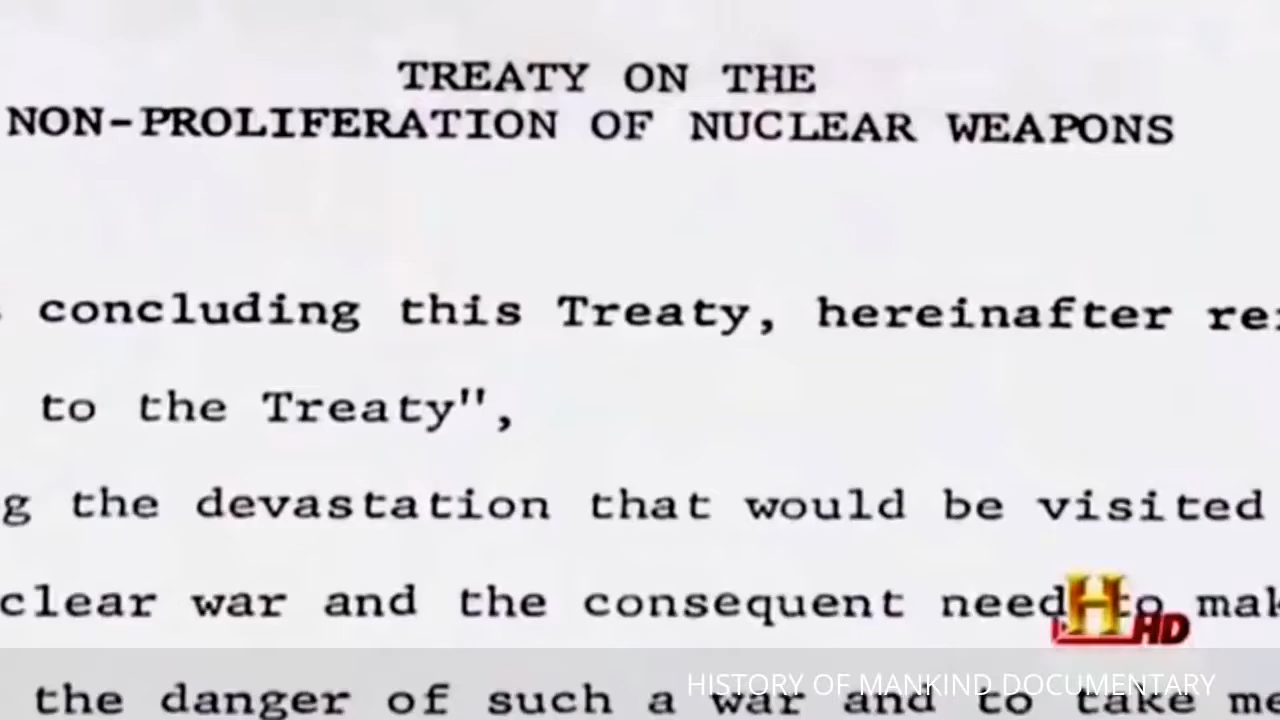 TREATY ON THE
NON-PROLIFERATION OF NUCLEAR WEAPONS
concluding this Treaty, hereinafter
to the Treaty",
the devastation that would be visited
war and the consequent need to
H HD
the danger of such a war and to take
HISTORY OF MANKIND DOCUMENTARY